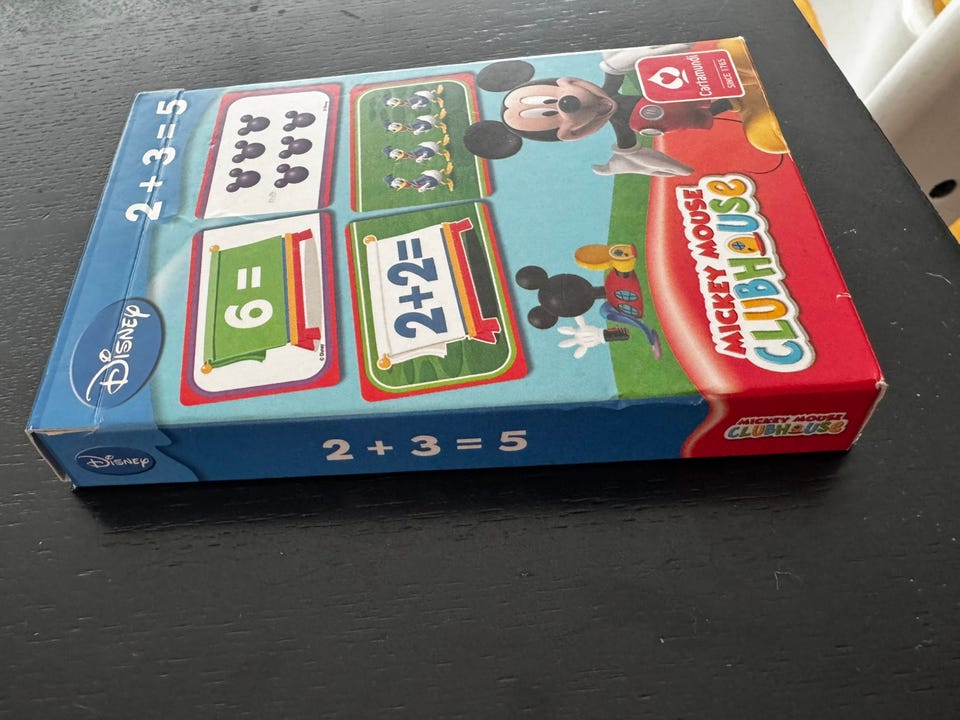 Cartamundi
SINCE 1765
MICKEY MOUSE
CLUBHOUSE
2 + 3 = 5
DISNEY
6 =
© Disney
2+2=
DISNEY
2 + 3 = 5
MICKEY MOUSE
CLUBHOUSE